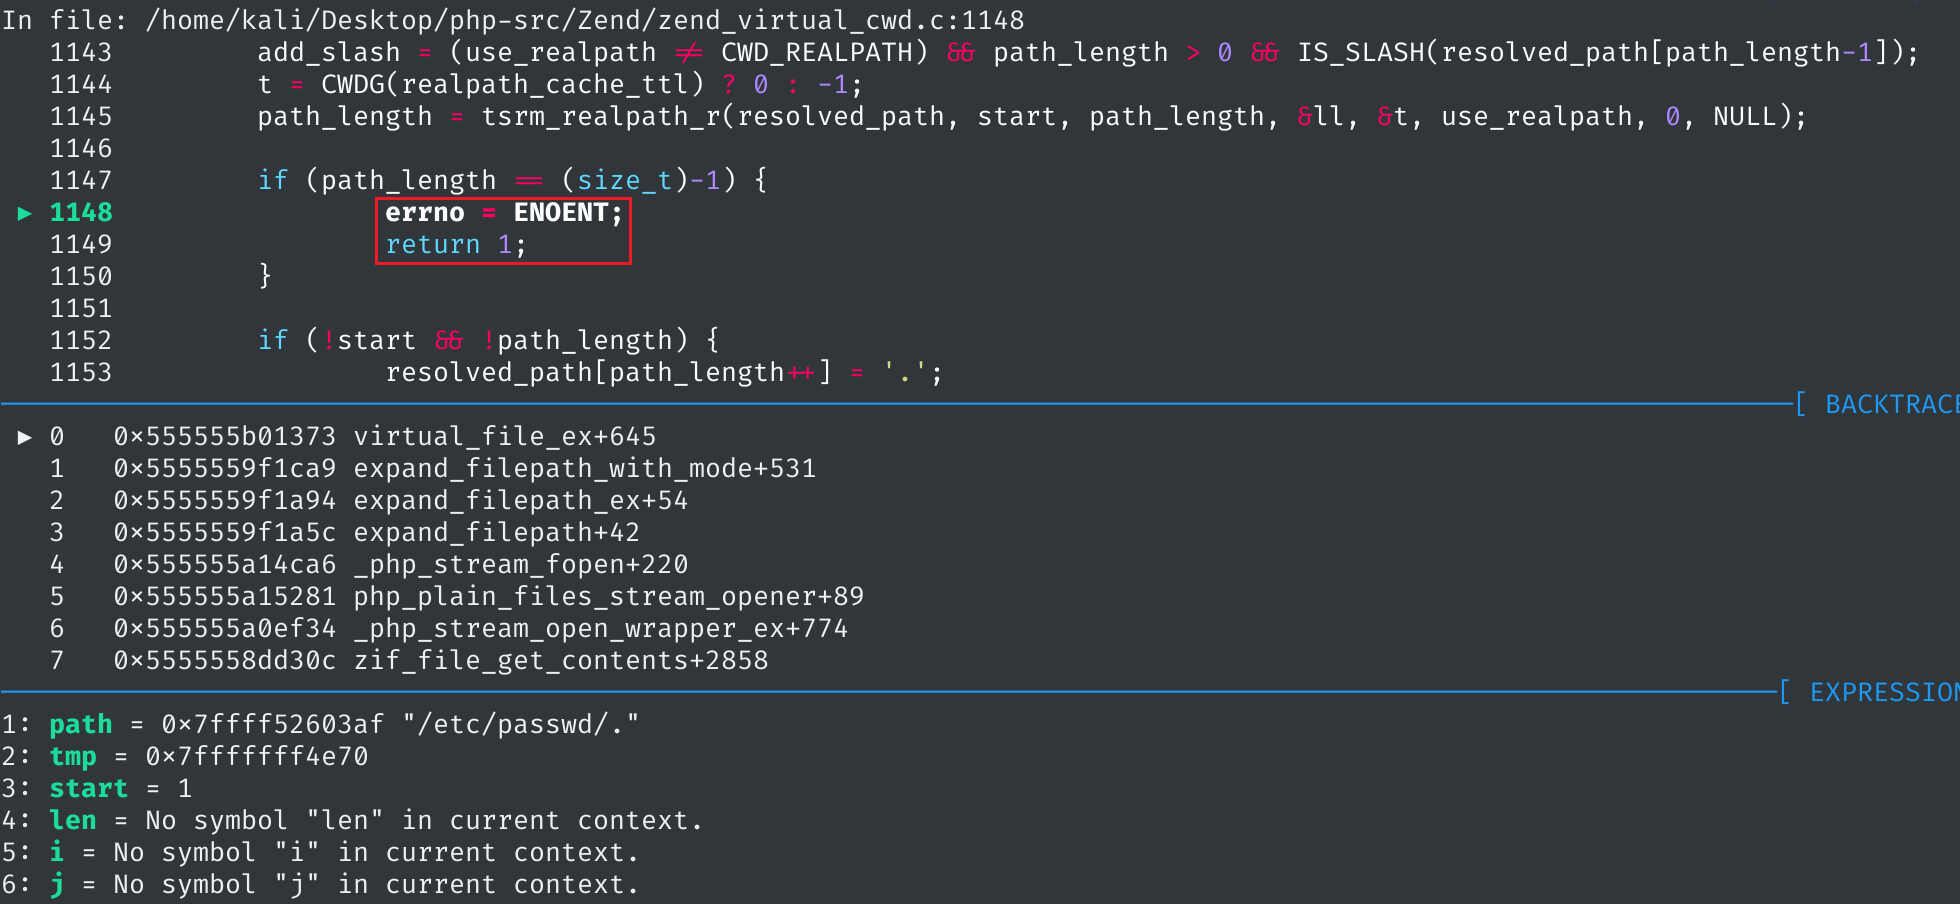 In file: /home/kali/Desktop/php-src/Zend/zend_virtual_cwd.c:1148
1143 add_slash = (use_realpath != CWD_REALPATH) && path_length > 0 && IS_SLASH(resolved_path[path_length-1]);
1144 t = CWDG(realpath_cache_ttl) ? 0 : -1;
1145 path_length = tsrm_realpath_r(resolved_path, start, path_length, &ll, &t, use_realpath, 0, NULL);
1146
1147 if (path_length == (size_t)-1) {
► 1148 errno = ENOENT;
1149 return 1;
1150 }
1151
1152 if (!start && !path_length) {
1153 resolved_path[path_length++] = '.';
[ BACKTRACE
► 0 0x555555b01373 virtual_file_ex+645
1 0x5555559f1ca9 expand_filepath_with_mode+531
2 0x5555559f1a94 expand_filepath_ex+54
3 0x5555559f1a5c expand_filepath+42
4 0x555555a14ca6 _php_stream_fopen+220
5 0x555555a15281 php_plain_files_stream_opener+89
6 0x555555a0ef34 _php_stream_open_wrapper_ex+774
7 0x5555558dd30c zif_file_get_contents+2858
[ EXPRESSION
1: path = 0x7ffff52603af "/etc/passwd/."
2: tmp = 0x7fffffff4e70
3: start = 1
4: len = No symbol "len" in current context.
5: i = No symbol "i" in current context.
6: j = No symbol "j" in current context.